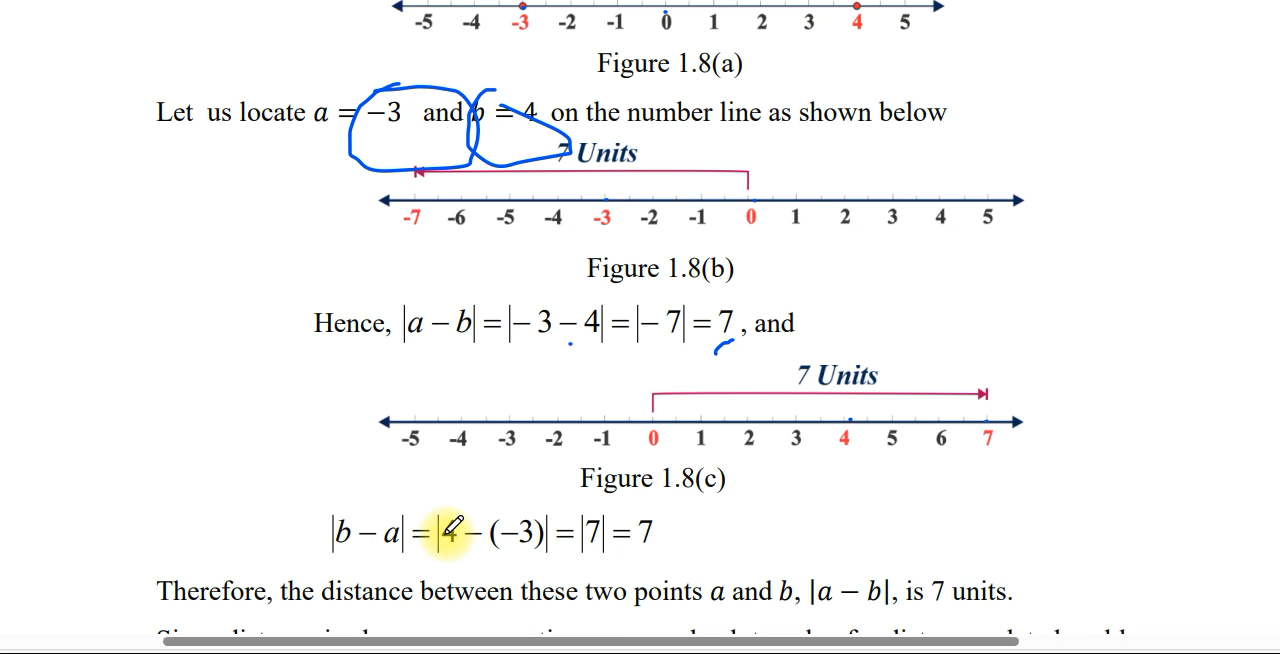 -5 -4 -3 -2 -1 0 1 2 3 4 5
Figure 1.8(a)
Let us locate a = −3 and b = 4 on the number line as shown below
7 Units
-7 -6 -5 -4 -3 -2 -1 0 1 2 3 4 5
Figure 1.8(b)
Hence, |a − b| = |− 3 − 4| = |− 7| = 7 , and
7 Units
-5 -4 -3 -2 -1 0 1 2 3 4 5 6 7
Figure 1.8(c)
|b − a| = |4 − (−3)| = |7| = 7
Therefore, the distance between these two points a and b, |a − b|, is 7 units.